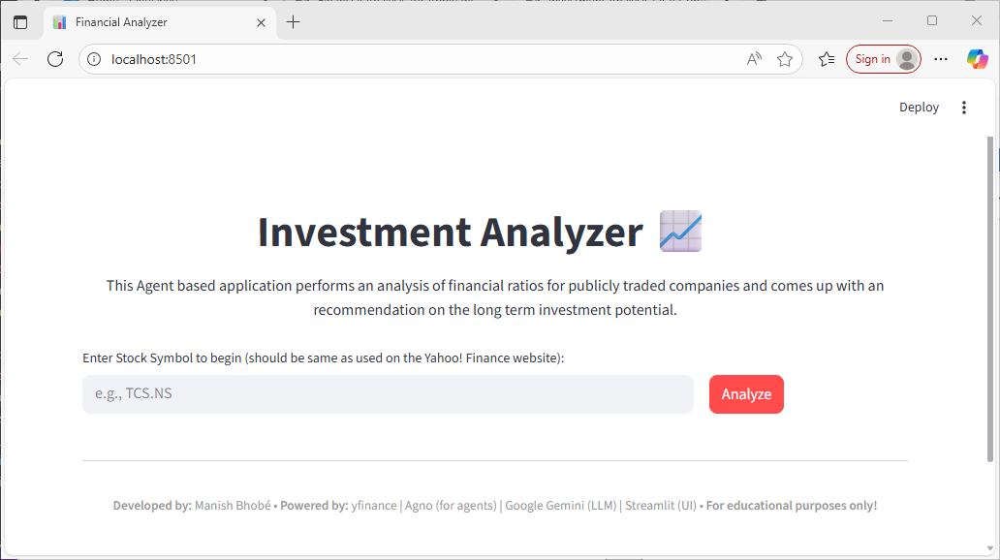 Financial Analyzer
localhost:8501
Sign in
Deploy
Investment Analyzer
This Agent based application performs an analysis of financial ratios for publicly traded companies and comes up with an
recommendation on the long term investment potential.
Enter Stock Symbol to begin (should be same as used on the Yahoo! Finance website):
e.g., TCS.NS
Analyze
Developed by: Manish Bhobé • Powered by: yfinance | Agno (for agents) | Google Gemini (LLM) | Streamlit (UI) • For educational purposes only!